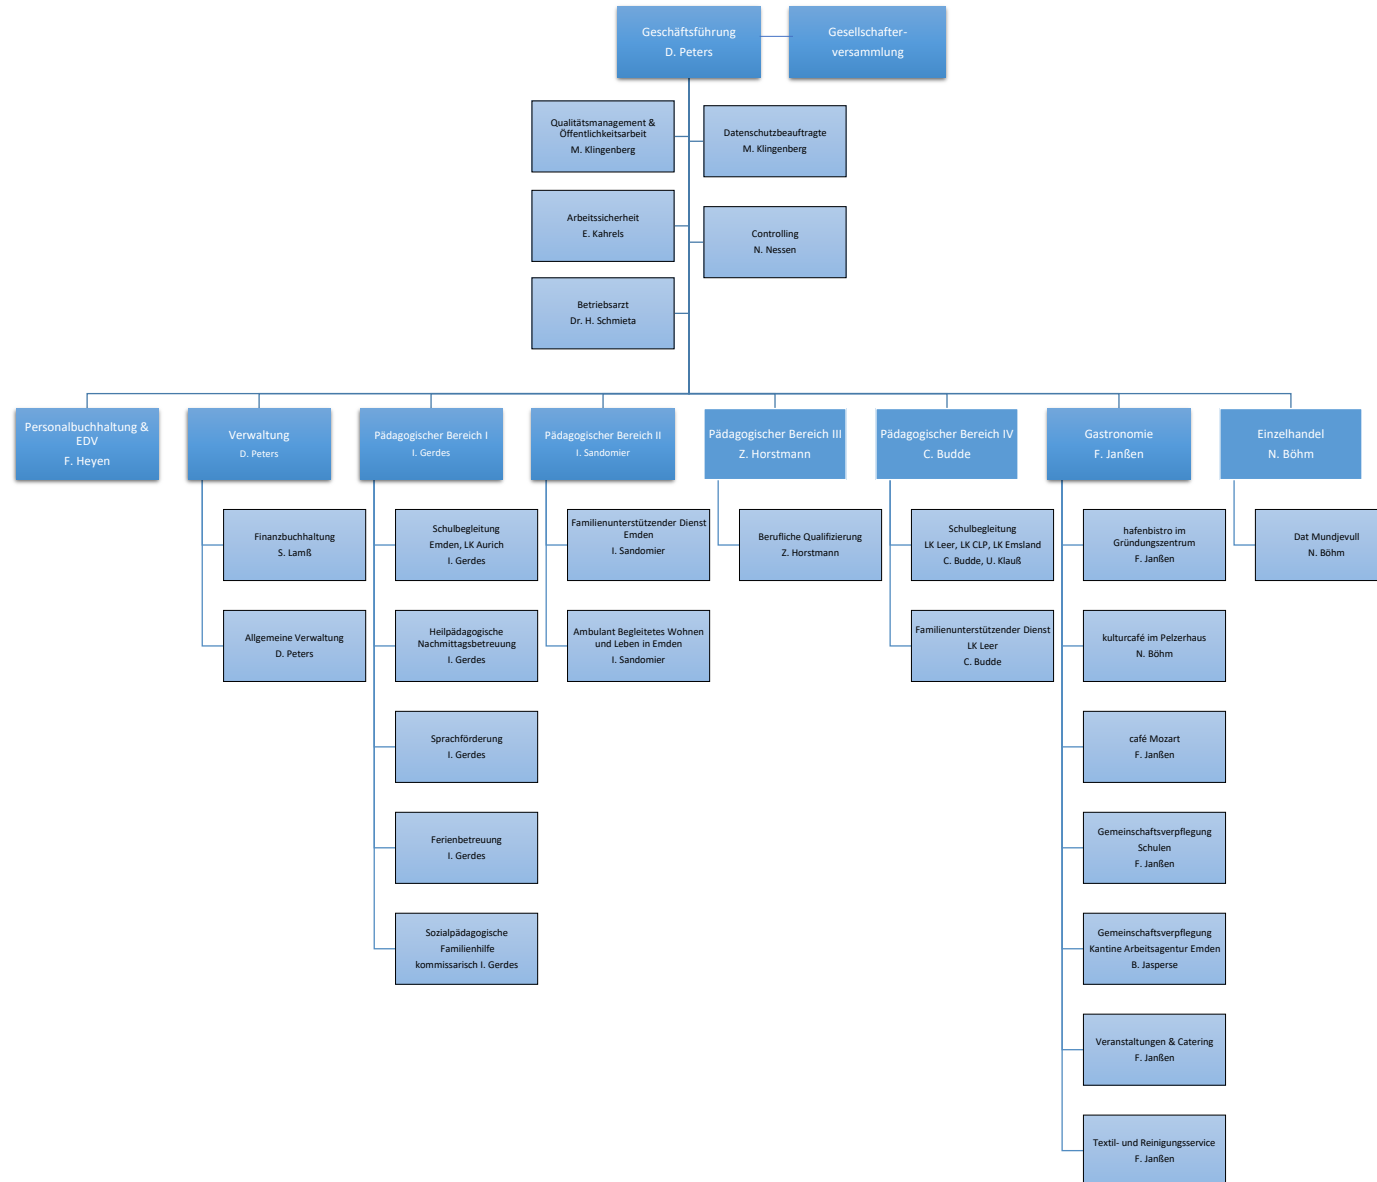 Geschäftsführung
D. Peters
Gesellschafter-
versammlung
Qualitätsmanagement &
Öffentlichkeitsarbeit
M. Klingenberg
Datenschutzbeauftragte
M. Klingenberg
Arbeitssicherheit
E. Kahrels
Controlling
N. Nessen
Betriebsarzt
Dr. H. Schmieta
Personalbuchhaltung &
EDV
F. Heyen
Verwaltung
D. Peters
Pädagogischer Bereich I
I. Gerdes
Pädagogischer Bereich II
I. Sandomier
Pädagogischer Bereich III
Z. Horstmann
Pädagogischer Bereich IV
C. Budde
Gastronomie
F. Janßen
Einzelhandel
N. Böhm
Finanzbuchhaltung
S. Lamß
Allgemeine Verwaltung
D. Peters
Schulbegleitung
Emden, LK Aurich
I. Gerdes
Heilpädagogische
Nachmittagsbetreuung
I. Gerdes
Sprachförderung
I. Gerdes
Ferienbetreuung
I. Gerdes
Sozialpädagogische
Familienhilfe
kommissarisch I. Gerdes
Familienunterstützender Dienst
Emden
I. Sandomier
Ambulant Begleitetes Wohnen
und Leben in Emden
I. Sandomier
Berufliche Qualifizierung
Z. Horstmann
Schulbegleitung
LK Leer, LK CLP, LK Emsland
C. Budde, U. Klauß
Familienunterstützender Dienst
LK Leer
C. Budde
hafenbistro im
Gründungszentrum
F. Janßen
kulturcafé im Pelzerhaus
N. Böhm
café Mozart
F. Janßen
Gemeinschaftsverpflegung
Schulen
F. Janßen
Gemeinschaftsverpflegung
Kantine Arbeitsagentur Emden
B. Jasperse
Veranstaltungen & Catering
F. Janßen
Textil- und Reinigungsservice
F. Janßen
Dat Mundjevull
N. Böhm